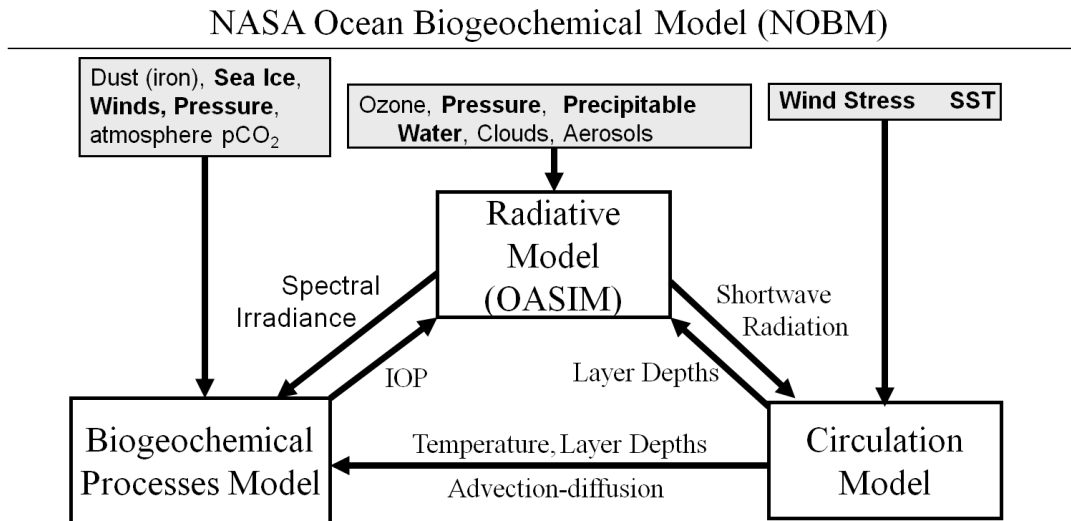 NASA Ocean Biogeochemical Model (NOBM)
Dust (iron), Sea Ice,
Winds, Pressure,
atmosphere pCO₂
Ozone, Pressure, Precipitable
Water, Clouds, Aerosols
Wind Stress SST
Radiative
Model
(OASIM)
Spectral
Irradiance
IOP
Shortwave
Radiation
Layer Depths
Biogeochemical
Processes Model
Temperature, Layer Depths
Advection-diffusion
Circulation
Model